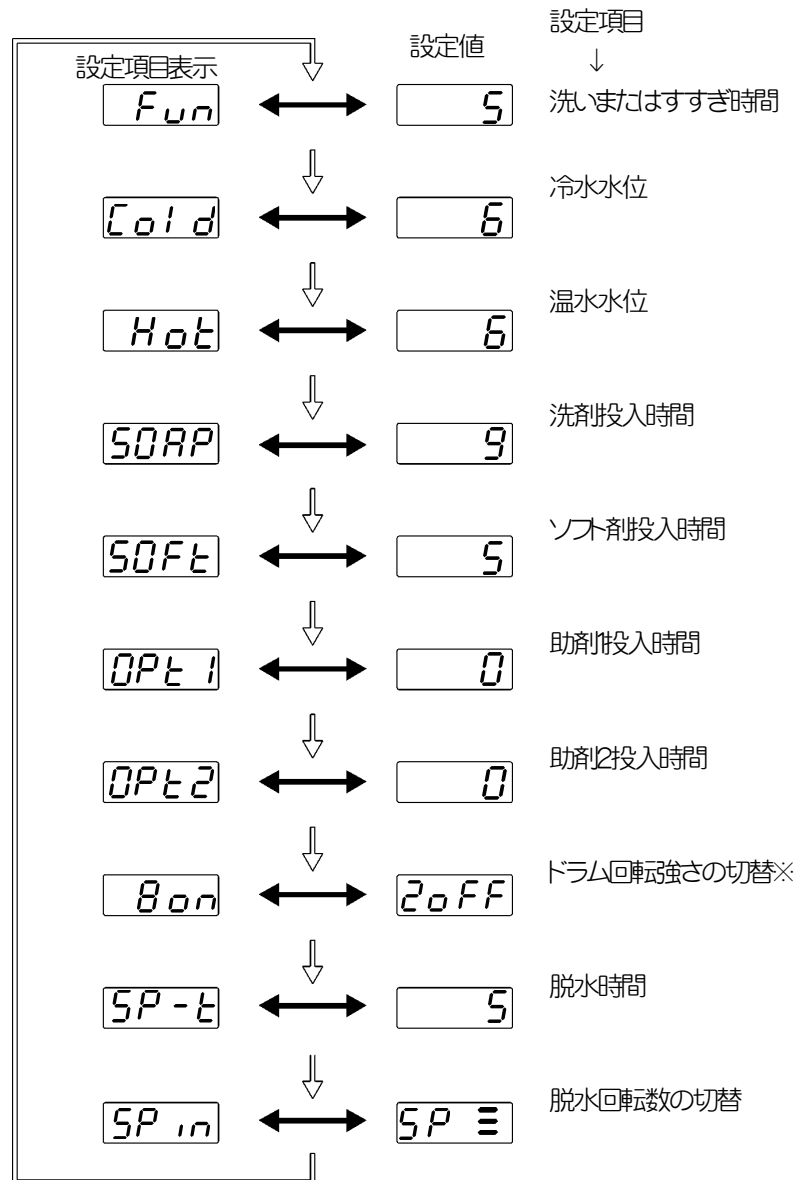 設定項目
設定値
↓
設定項目表示
Fun 5 洗いまたはすすぎ時間
Cold 6 冷水水位
Hot 6 温水水位
SOAP 9 洗剤投入時間
SOFt 5 ソフト剤投入時間
OPt1 0 助剤1投入時間
OPt2 0 助剤2投入時間
8on 2oFF ドラム回転強さの切替※
SP-t 5 脱水時間
SPin SP ≡ 脱水回転数の切替